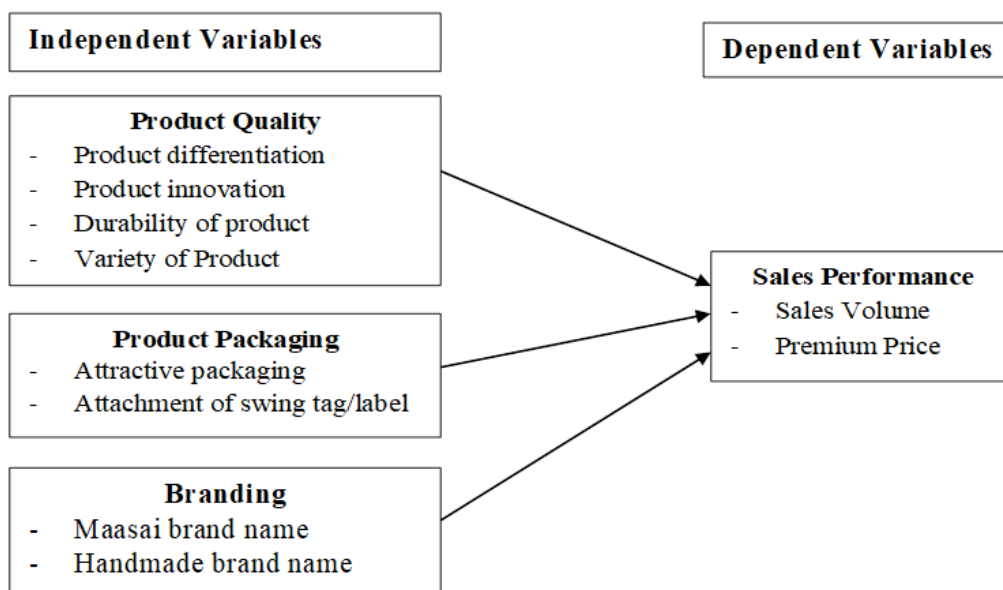 Independent Variables
Dependent Variables
Product Quality
- Product differentiation
- Product innovation
- Durability of product
- Variety of Product
Product Packaging
- Attractive packaging
- Attachment of swing tag/label
Branding
- Maasai brand name
- Handmade brand name
Sales Performance
- Sales Volume
- Premium Price